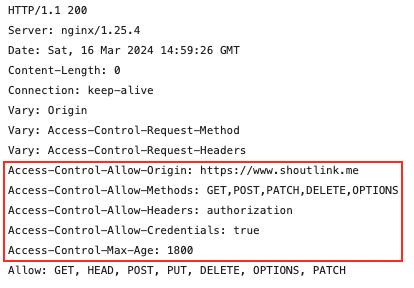 HTTP/1.1 200
Server: nginx/1.25.4
Date: Sat, 16 Mar 2024 14:59:26 GMT
Content-Length: 0
Connection: keep-alive
Vary: Origin
Vary: Access-Control-Request-Method
Vary: Access-Control-Request-Headers
Access-Control-Allow-Origin: https://www.shoutlink.me
Access-Control-Allow-Methods: GET,POST,PATCH,DELETE,OPTIONS
Access-Control-Allow-Headers: authorization
Access-Control-Allow-Credentials: true
Access-Control-Max-Age: 1800
Allow: GET, HEAD, POST, PUT, DELETE, OPTIONS, PATCH